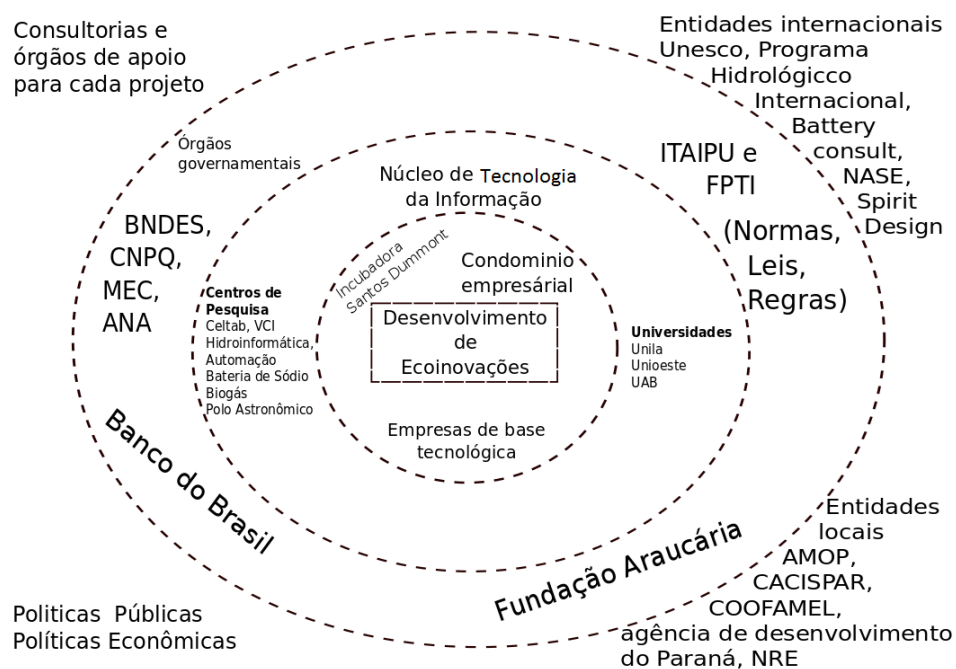 Consultorias e
órgãos de apoio
para cada projeto
Entidades internacionais
Unesco, Programa
Hidrológicco
Internacional,
Battery
consult,
NASE,
Spirit
Design
Órgãos
governamentais
ITAIPU e
FPTI
(Normas,
Leis,
Regras)
BNDES,
CNPQ,
MEC,
ANA
Núcleo de Tecnologia
da Informação
Incubadora
Santos Dummont
Condominio
empresárial
Centros de
Pesquisa
Celtab, VCI
Hidroinformática,
Automação
Bateria de Sódio
Biogás
Polo Astronômico
Desenvolvimento
de
Ecoinovações
Universidades
Unila
Unioeste
UAB
Empresas de base
tecnológica
Banco do Brasil
Fundação Araucária
Entidades
locais
AMOP,
CACISPAR,
COOFAMEL,
agência de desenvolvimento
do Paraná, NRE
Politicas Públicas
Políticas Econômicas